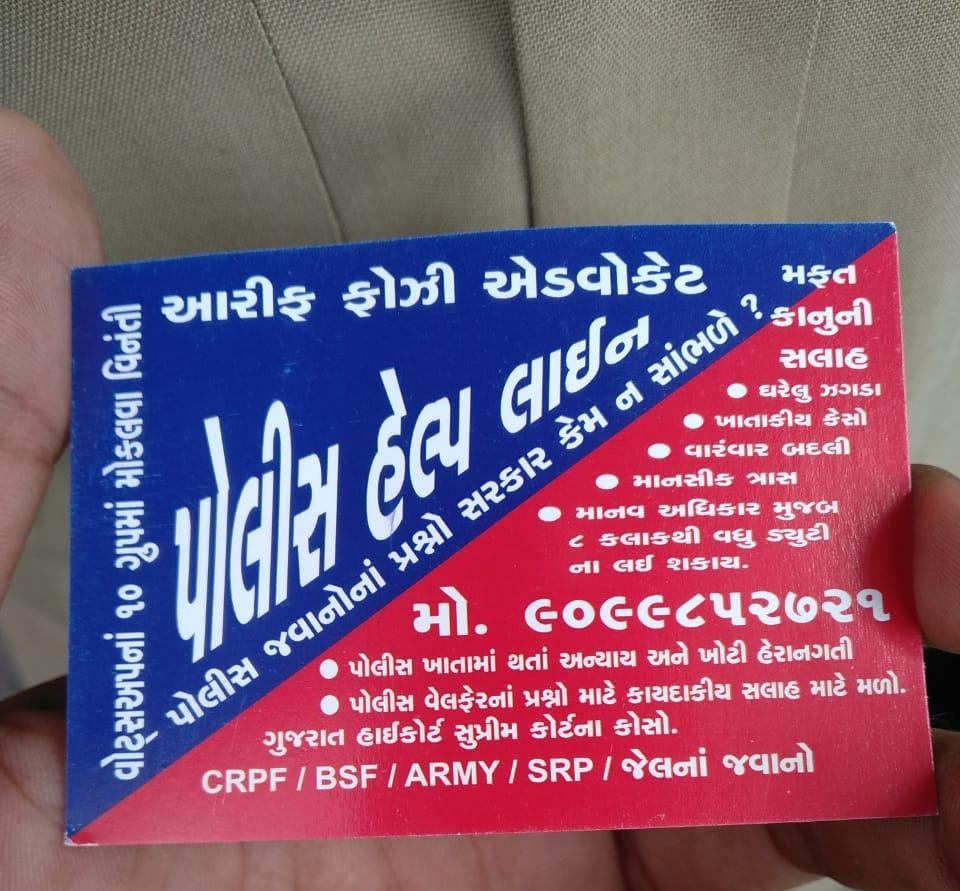 આરીફ ફોઝી એડવોકેટ
પોલીસ હેલ્પ લાઈન
પોલીસ જવાનોનાં પ્રશ્નો સરકાર કેમ ન સાંભળે ?
વોટ્સઅપનાં ૧૦ ગ્રુપમાં મોકલવા વિનંતી
મફત
કાનુની
સલાહ
● ઘરેલુ ઝગડા
● ખાતાકીય કેસો
● વારંવાર બદલી
● માનસીક ત્રાસ
● માનવ અધિકાર મુજબ
૮ કલાકથી વધુ ડ્યુટી
ના લઈ શકાય.
મો. ૯૦૯૯૮૫૨૭૨૧
● પોલીસ ખાતામાં થતાં અન્યાય અને ખોટી હેરાનગતી
● પોલીસ વેલફેરનાં પ્રશ્નો માટે કાયદાકીય સલાહ માટે મળો.
ગુજરાત હાઈકોર્ટ સુપ્રીમ કોર્ટના કોસો.
CRPF / BSF / ARMY / SRP / જેલનાં જવાનો